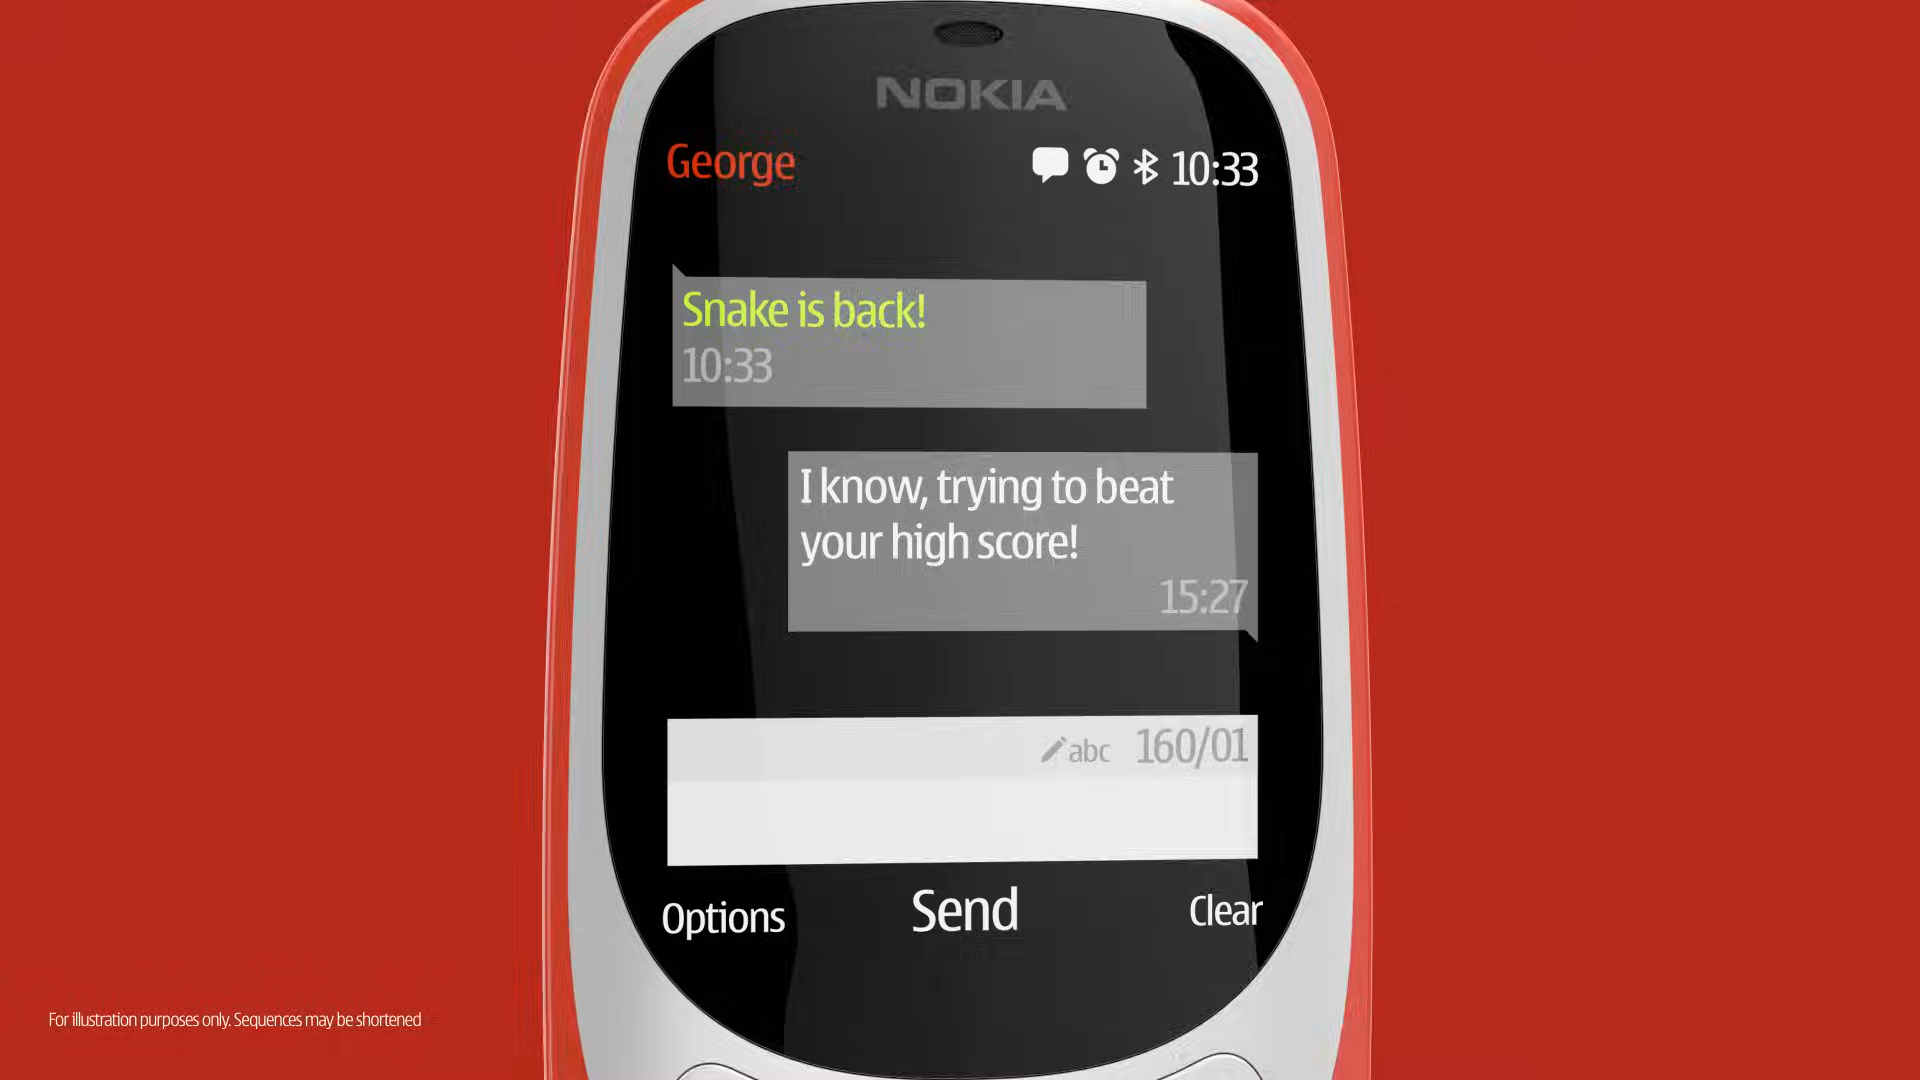 NOKIA
George
10:33
Snake is back!
10:33
I know, trying to beat
your high score!
15:27
abc 160/01
Options Send Clear
For illustration purposes only. Sequences may be shortened